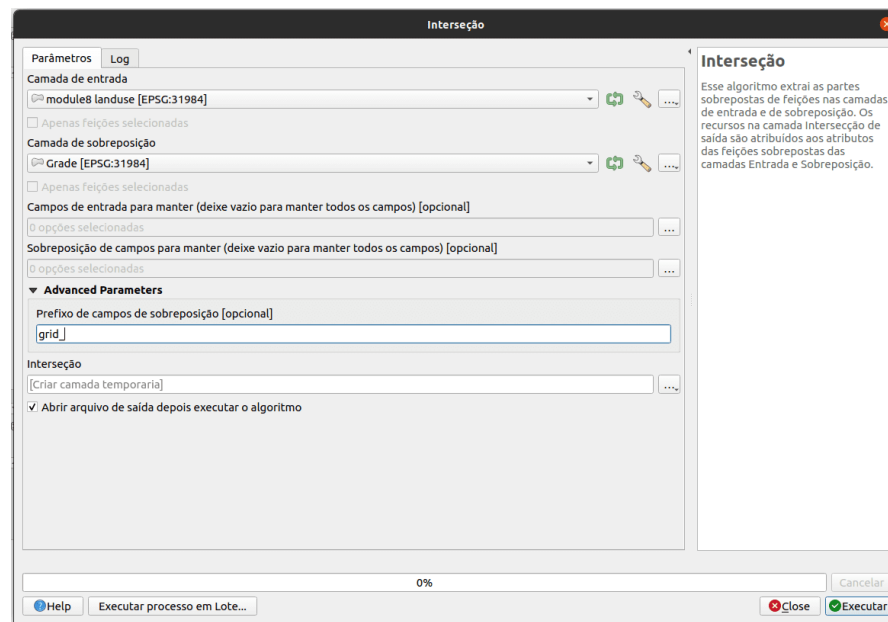 Interseção
Parâmetros
Log
Camada de entrada
module8 landuse [EPSG:31984]
Apenas feições selecionadas
Camada de sobreposição
Grade [EPSG:31984]
Apenas feições selecionadas
Campos de entrada para manter (deixe vazio para manter todos os campos) [opcional]
0 opções selecionadas
...
Sobreposição de campos para manter (deixe vazio para manter todos os campos) [opcional]
0 opções selecionadas
...
Advanced Parameters
Prefixo de campos de sobreposição [opcional]
grid_
Interseção
[Criar camada temporaria]
Abrir arquivo de saída depois executar o algoritmo
Interseção
Esse algoritmo extrai as partes
sobrepostas de feições nas camadas
de entrada e de sobreposição. Os
recursos na camada Intersecção de
saída são atribuídos aos atributos
das feições sobrepostas das
camadas Entrada e Sobreposição.
0%
Cancelar
Help
Executar processo em Lote...
Close
Executar